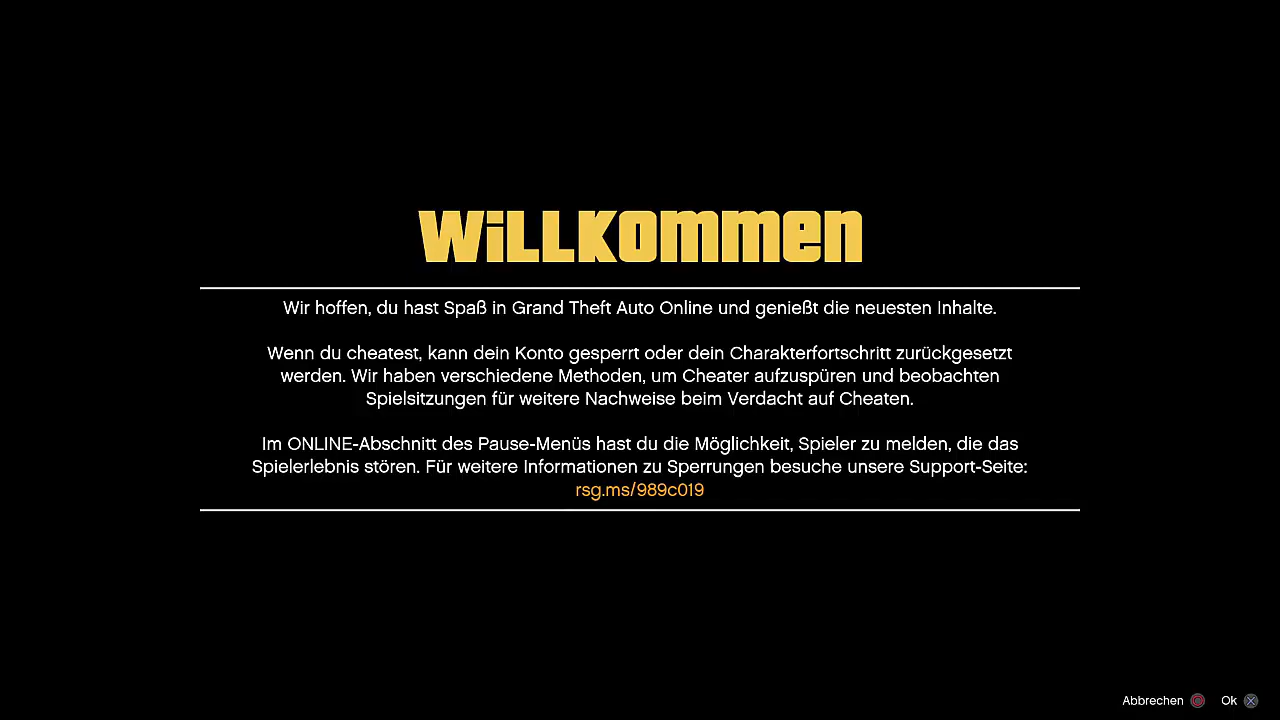 Willkommen
Wir hoffen, du hast Spaß in Grand Theft Auto Online und genießt die neuesten Inhalte.
Wenn du cheatest, kann dein Konto gesperrt oder dein Charakterfortschritt zurückgesetzt
werden. Wir haben verschiedene Methoden, um Cheater aufzuspüren und beobachten
Spielsitzungen für weitere Nachweise beim Verdacht auf Cheaten.
Im ONLINE-Abschnitt des Pause-Menüs hast du die Möglichkeit, Spieler zu melden, die das
Spielerlebnis stören. Für weitere Informationen zu Sperrungen besuche unsere Support-Seite:
rsg.ms/989c019
Abbrechen Ok